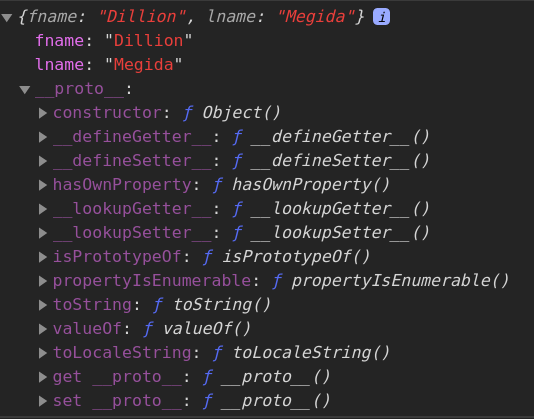 {fname: "Dillion", lname: "Megida"} i
fname: "Dillion"
lname: "Megida"
__proto__:
constructor: ƒ Object()
__defineGetter__: ƒ __defineGetter__()
__defineSetter__: ƒ __defineSetter__()
hasOwnProperty: ƒ hasOwnProperty()
__lookupGetter__: ƒ __lookupGetter__()
__lookupSetter__: ƒ __lookupSetter__()
isPrototypeOf: ƒ isPrototypeOf()
propertyIsEnumerable: ƒ propertyIsEnumerable()
toString: ƒ toString()
valueOf: ƒ valueOf()
toLocaleString: ƒ toLocaleString()
get __proto__: ƒ __proto__()
set __proto__: ƒ __proto__()